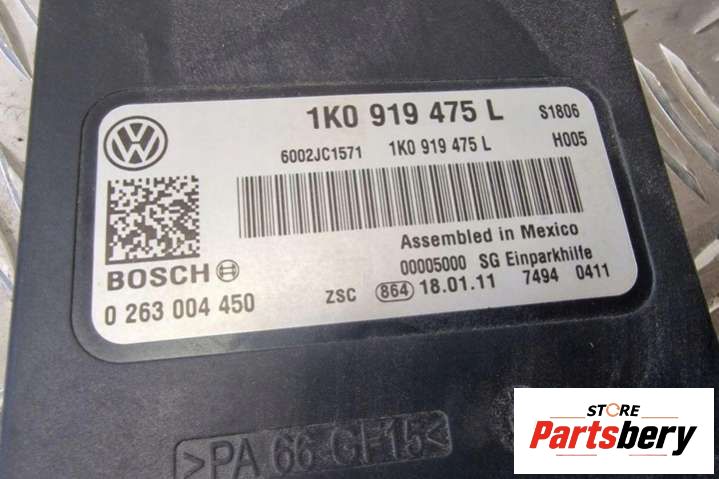 1K0 919 475 L S1806
6002JC1571 1K0 919 475 L H005
Assembled in Mexico
BOSCH 00005000 SG Einparkhilfe
0 263 004 450 ZSC 864 18.01.11 7494 0411
>PA 66-GF15<
STORE
Partsbery